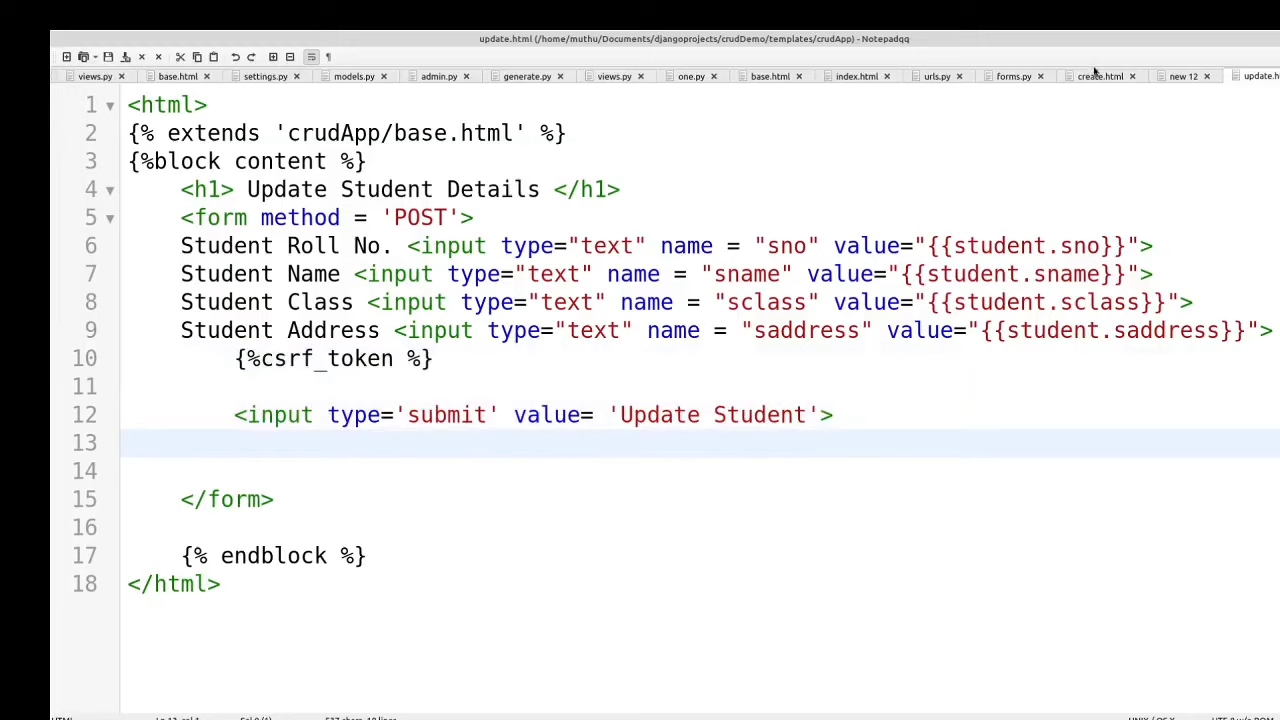 update.html (/home/muthu/Documents/djangoprojects/crudDemo/templates/crudApp) - Notepadqq
views.py base.html settings.py models.py admin.py generate.py views.py one.py base.html index.html urls.py forms.py create.html new 12 update.h
1 <html>
2 {% extends 'crudApp/base.html' %}
3 {%block content %}
4 <h1> Update Student Details </h1>
5 <form method = 'POST'>
6 Student Roll No. <input type="text" name = "sno" value="{{student.sno}}">
7 Student Name <input type="text" name = "sname" value="{{student.sname}}">
8 Student Class <input type="text" name = "sclass" value="{{student.sclass}}">
9 Student Address <input type="text" name = "saddress" value="{{student.saddress}}">
10 {%csrf_token %}
11
12 <input type='submit' value= 'Update Student'>
13
14
15 </form>
16
17 {% endblock %}
18 </html>